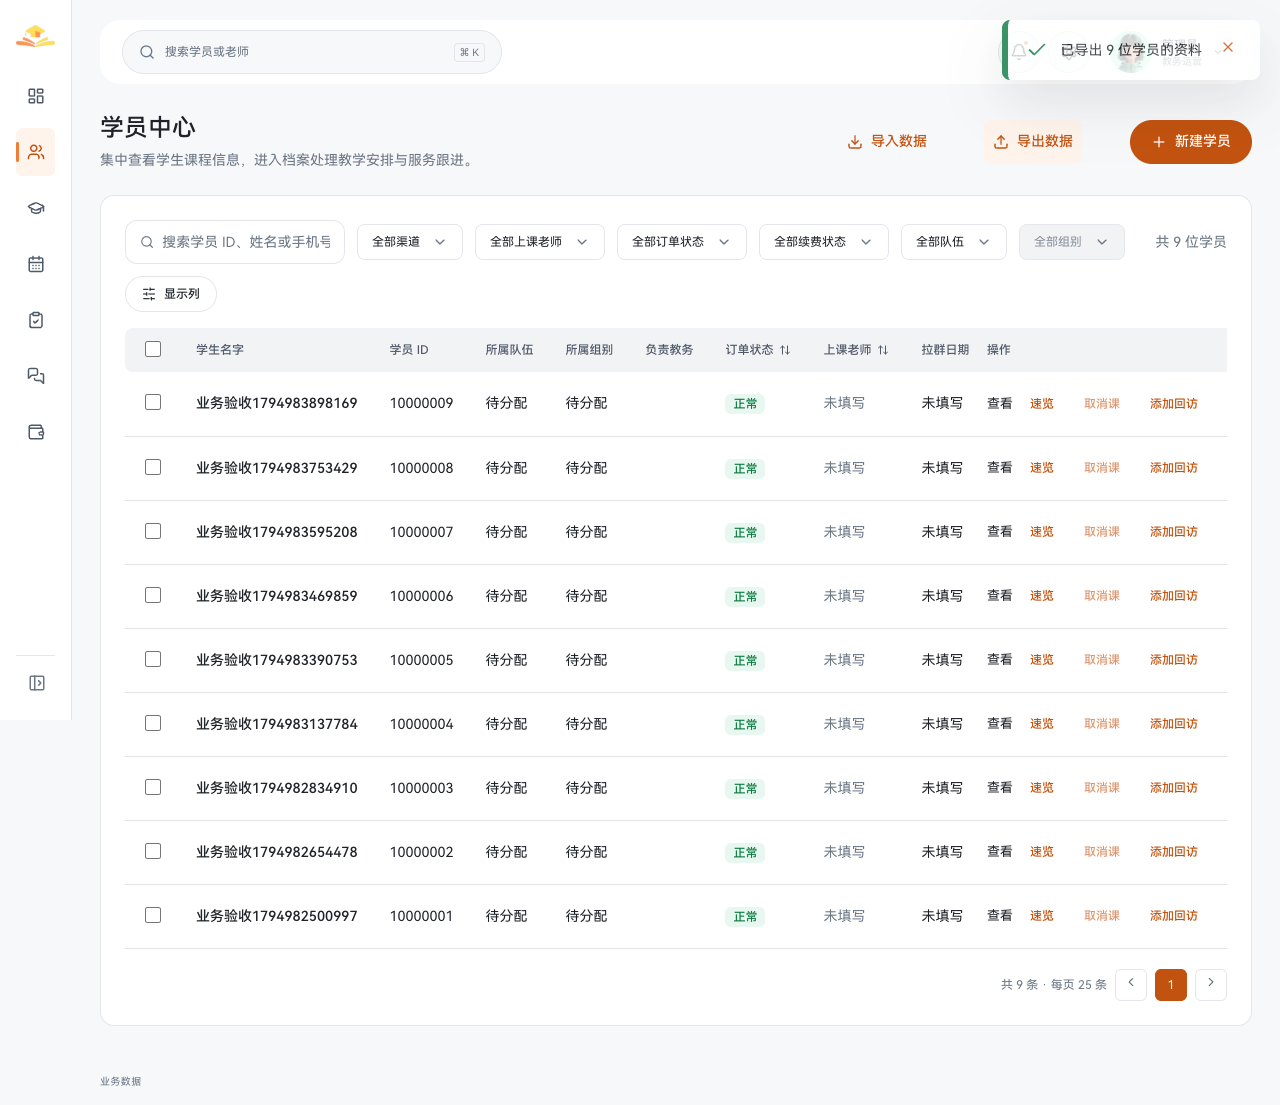 搜索学员或老师 ⌘ K
已导出 9 位学员的资料
教务运营
学员中心
集中查看学生课程信息，进入档案处理教学安排与服务跟进。
导入数据 导出数据 新建学员
搜索学员 ID、姓名或手机号 全部渠道 全部上课老师 全部订单状态 全部续费状态 全部队伍 全部组别 共 9 位学员
显示列
学生名字 学员 ID 所属队伍 所属组别 负责教务 订单状态 上课老师 拉群日期 操作
业务验收1794983898169 10000009 待分配 待分配 正常 未填写 未填写 查看 速览 取消课 添加回访
业务验收1794983753429 10000008 待分配 待分配 正常 未填写 未填写 查看 速览 取消课 添加回访
业务验收1794983595208 10000007 待分配 待分配 正常 未填写 未填写 查看 速览 取消课 添加回访
业务验收1794983469859 10000006 待分配 待分配 正常 未填写 未填写 查看 速览 取消课 添加回访
业务验收1794983390753 10000005 待分配 待分配 正常 未填写 未填写 查看 速览 取消课 添加回访
业务验收1794983137784 10000004 待分配 待分配 正常 未填写 未填写 查看 速览 取消课 添加回访
业务验收1794982834910 10000003 待分配 待分配 正常 未填写 未填写 查看 速览 取消课 添加回访
业务验收1794982654478 10000002 待分配 待分配 正常 未填写 未填写 查看 速览 取消课 添加回访
业务验收1794982500997 10000001 待分配 待分配 正常 未填写 未填写 查看 速览 取消课 添加回访
共 9 条 · 每页 25 条 1
业务数据